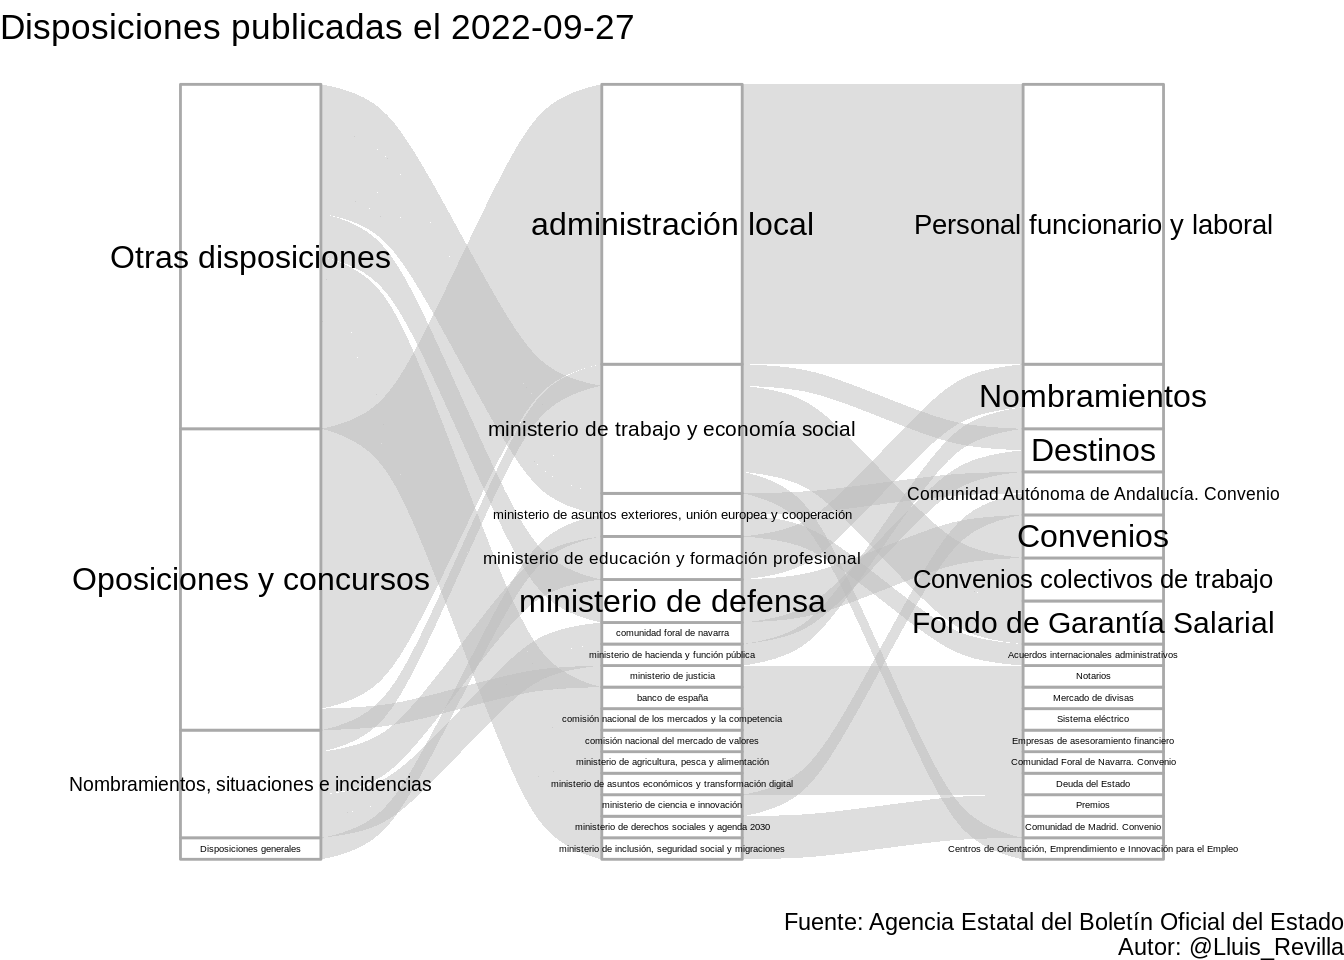 Disposiciones publicadas el 2022-09-27
Otras disposiciones
Oposiciones y concursos
Nombramientos, situaciones e incidencias
Disposiciones generales
administración local
ministerio de trabajo y economía social
ministerio de asuntos exteriores, unión europea y cooperación
ministerio de educación y formación profesional
ministerio de defensa
comunidad foral de navarra
ministerio de hacienda y función pública
ministerio de justicia
banco de españa
comisión nacional de los mercados y la competencia
comisión nacional del mercado de valores
ministerio de agricultura, pesca y alimentación
ministerio de asuntos económicos y transformación digital
ministerio de ciencia e innovación
ministerio de derechos sociales y agenda 2030
ministerio de inclusión, seguridad social y migraciones
Personal funcionario y laboral
Nombramientos
Destinos
Comunidad Autónoma de Andalucía. Convenio
Convenios
Convenios colectivos de trabajo
Fondo de Garantía Salarial
Acuerdos internacionales administrativos
Notarios
Mercado de divisas
Sistema eléctrico
Empresas de asesoramiento financiero
Comunidad Foral de Navarra. Convenio
Deuda del Estado
Premios
Comunidad de Madrid. Convenio
Centros de Orientación, Emprendimiento e Innovación para el Empleo
Fuente: Agencia Estatal del Boletín Oficial del Estado
Autor: @Lluis_Revilla